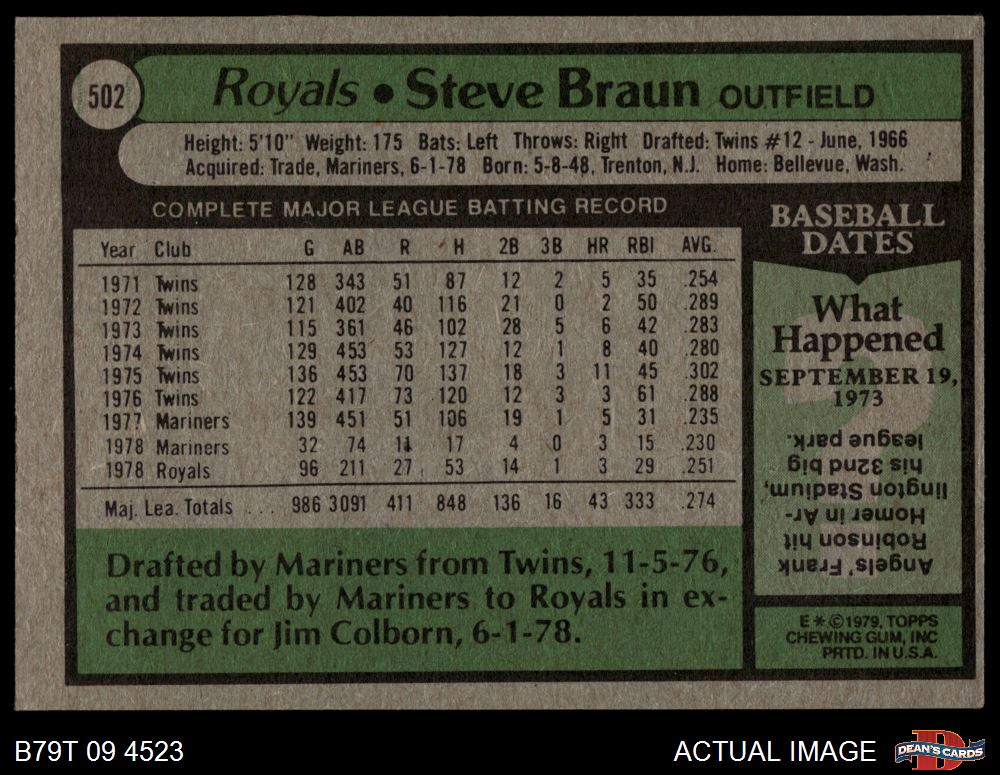 502
Royals • Steve Braun OUTFIELD
Height: 5'10" Weight: 175 Bats: Left Throws: Right Drafted: Twins #12 - June, 1966
Acquired: Trade, Mariners, 6-1-78 Born: 5-8-48, Trenton, N.J. Home: Bellevue, Wash.
COMPLETE MAJOR LEAGUE BATTING RECORD
Year Club G AB R H 2B 3B HR RBI AVG.
1971 Twins 128 343 51 87 12 2 5 35 .254
1972 Twins 121 402 40 116 21 0 2 50 .289
1973 Twins 115 361 46 102 28 5 6 42 .283
1974 Twins 129 453 53 127 12 1 8 40 .280
1975 Twins 136 453 70 137 18 3 11 45 .302
1976 Twins 122 417 73 120 12 3 3 61 .288
1977 Mariners 139 451 51 106 19 1 5 31 .235
1978 Mariners 32 74 11 17 4 0 3 15 .230
1978 Royals 96 211 27 53 14 1 3 29 .251
Maj. Lea. Totals . . . 986 3091 411 848 136 16 43 333 .274
Drafted by Mariners from Twins, 11-5-76,
and traded by Mariners to Royals in ex-
change for Jim Colborn, 6-1-78.
BASEBALL
DATES
What
Happened
SEPTEMBER 19,
1973
Angels' Frank
Robinson hit
Homer in Ar-
lington Stadium,
his 32nd big
league park.
E * © 1979, TOPPS
CHEWING GUM, INC
PRTD. IN U.S.A.
B79T 09 4523
ACTUAL IMAGE
DEAN'S CARDS